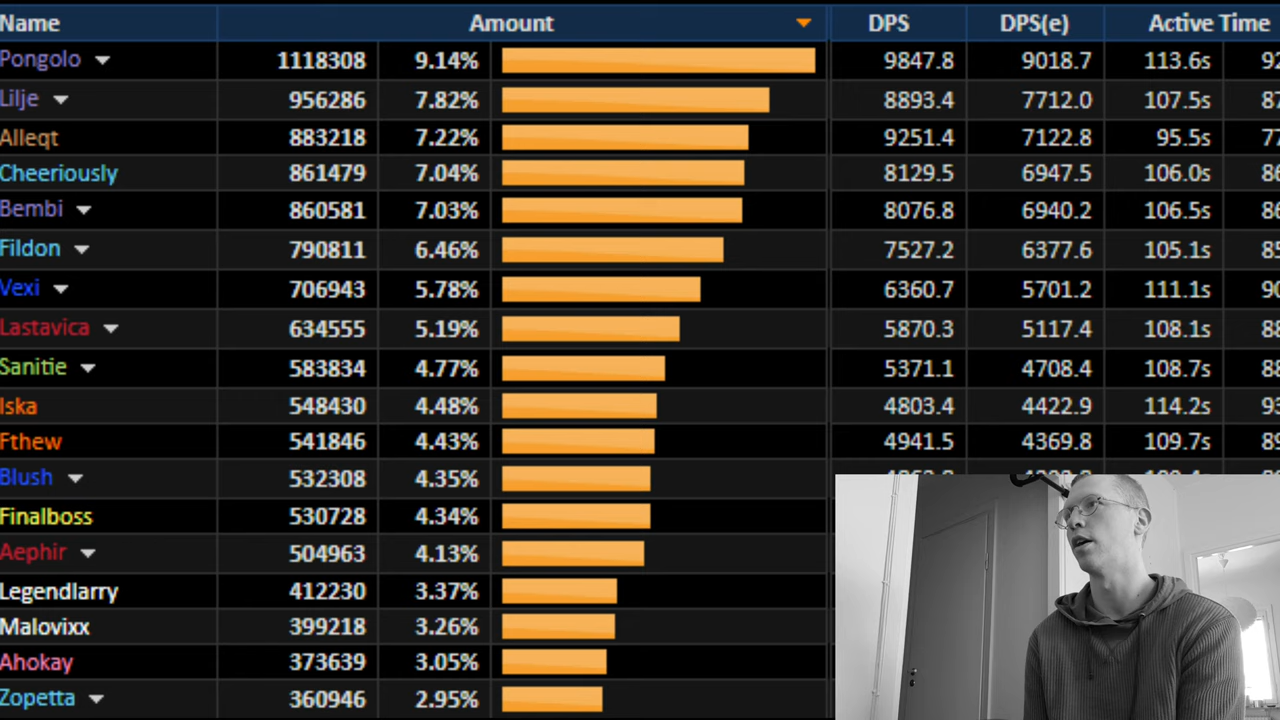 Name Amount DPS DPS(e) Active Time
Pongolo 1118308 9.14% 9847.8 9018.7 113.6s
Lilje 956286 7.82% 8893.4 7712.0 107.5s
Alleqt 883218 7.22% 9251.4 7122.8 95.5s
Cheeriously 861479 7.04% 8129.5 6947.5 106.0s
Bembi 860581 7.03% 8076.8 6940.2 106.5s
Fildon 790811 6.46% 7527.2 6377.6 105.1s
Vexi 706943 5.78% 6360.7 5701.2 111.1s
Lastavica 634555 5.19% 5870.3 5117.4 108.1s
Sanitie 583834 4.77% 5371.1 4708.4 108.7s
Iska 548430 4.48% 4803.4 4422.9 114.2s
Fthew 541846 4.43% 4941.5 4369.8 109.7s
Blush 532308 4.35%
Finalboss 530728 4.34%
Aephir 504963 4.13%
Legendlarry 412230 3.37%
Malovixx 399218 3.26%
Ahokay 373639 3.05%
Zopetta 360946 2.95%